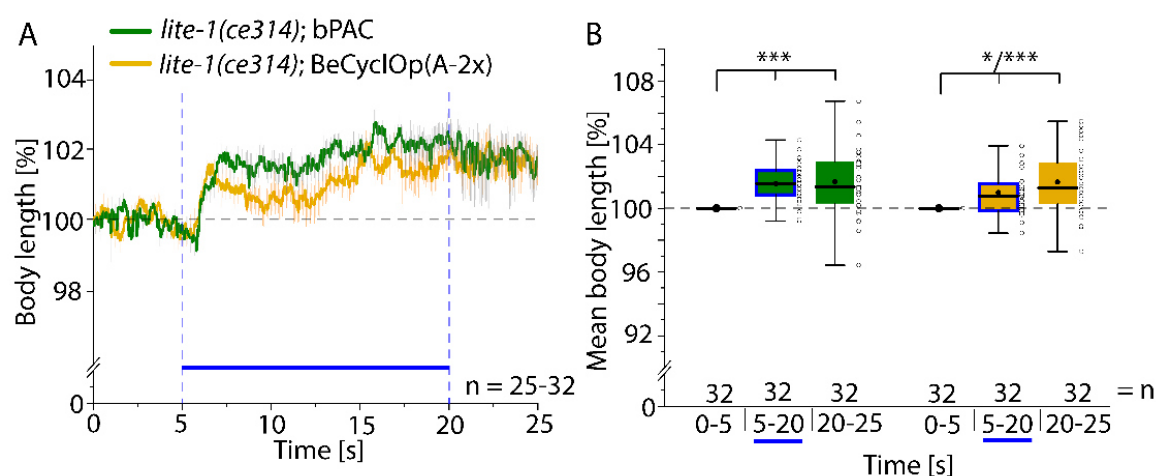 A
lite-1(ce314); bPAC
lite-1(ce314); BeCyclOp(A-2x)
Body length [%]
104
102
100
98
0
0 5 10 15 20 25
Time [s]
n = 25-32
B
*** */***
Mean body length [%]
108
104
100
96
92
0
32 32 32 32 32 32 = n
0-5 | 5-20 | 20-25 0-5 | 5-20 | 20-25
Time [s]